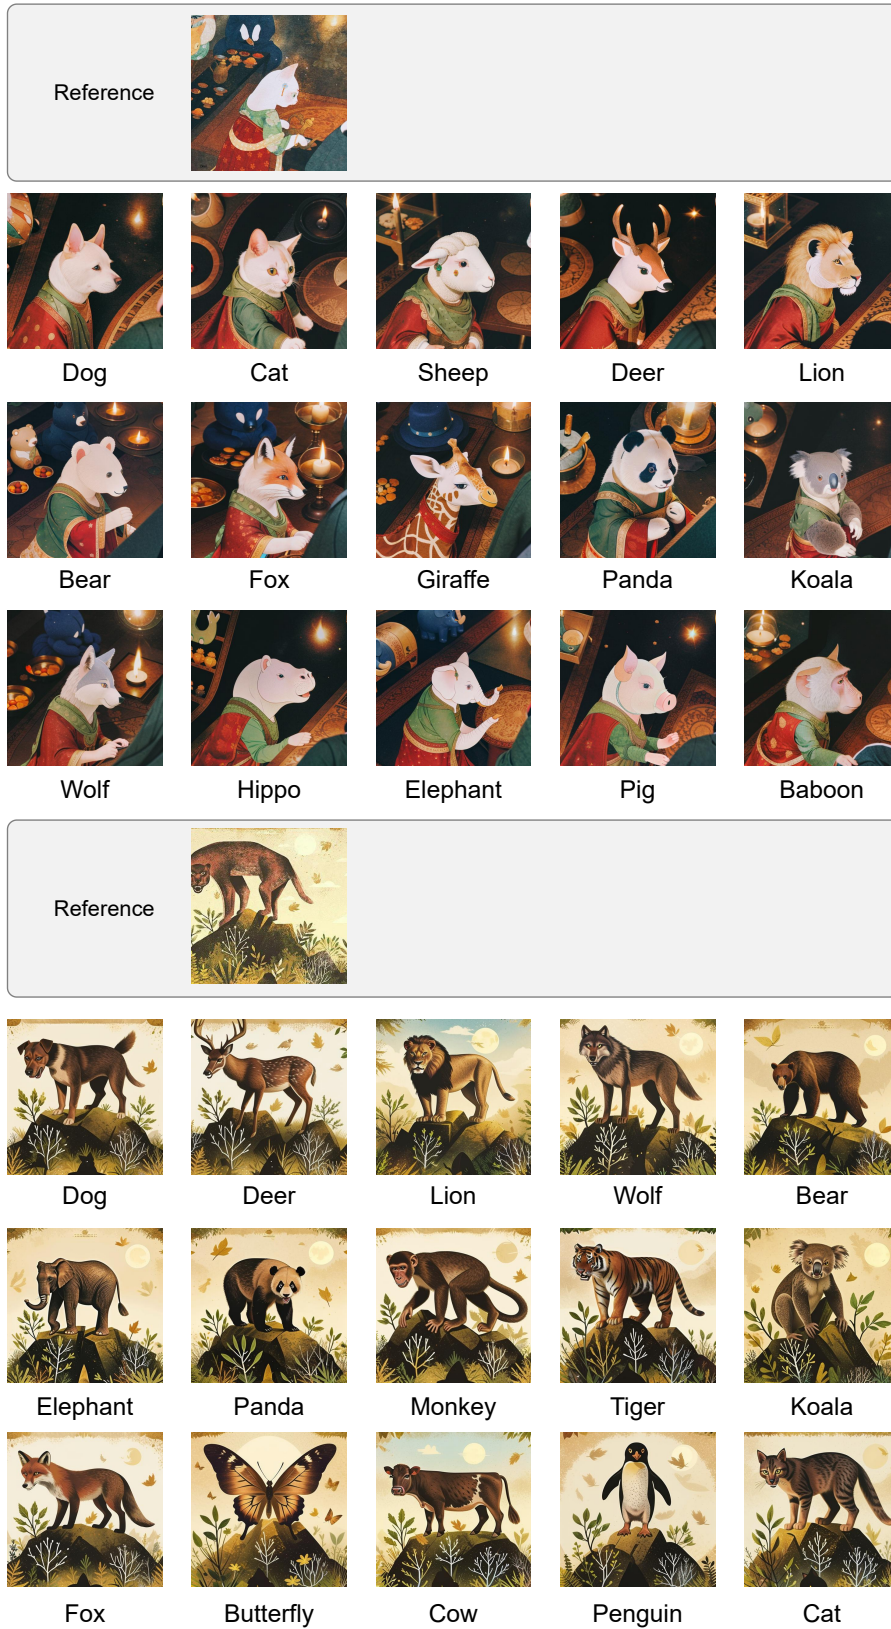 Reference
Dog Cat Sheep Deer Lion
Bear Fox Giraffe Panda Koala
Wolf Hippo Elephant Pig Baboon
Reference
Dog Deer Lion Wolf Bear
Elephant Panda Monkey Tiger Koala
Fox Butterfly Cow Penguin Cat